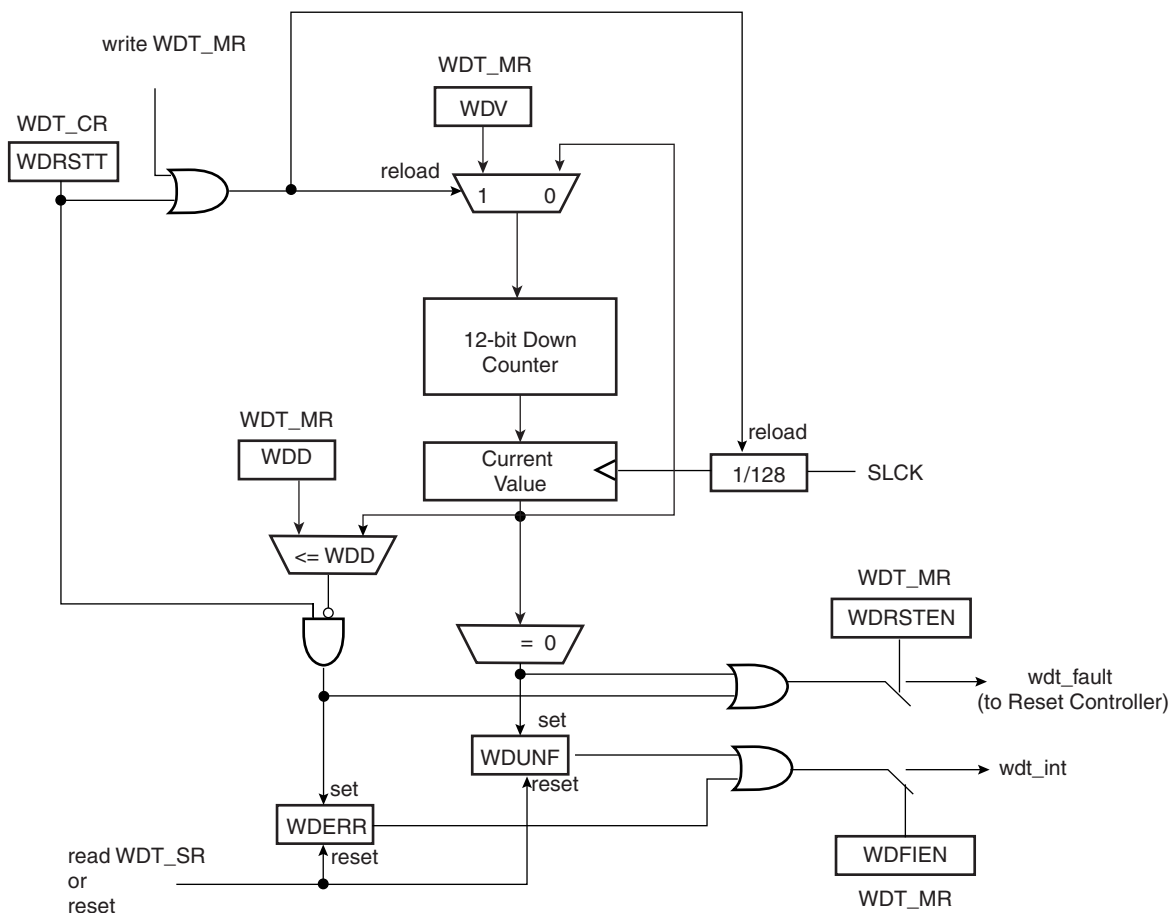 write WDT_MR
WDT_MR
WDV
WDT_CR
WDRSTT
reload
1 0
12-bit Down
Counter
WDT_MR
WDD
Current
Value
reload
1/128
SLCK
<= WDD
WDT_MR
WDRSTEN
= 0
wdt_fault
(to Reset Controller)
set
WDUNF
reset
wdt_int
set
WDERR
reset
WDFIEN
WDT_MR
read WDT_SR
or
reset